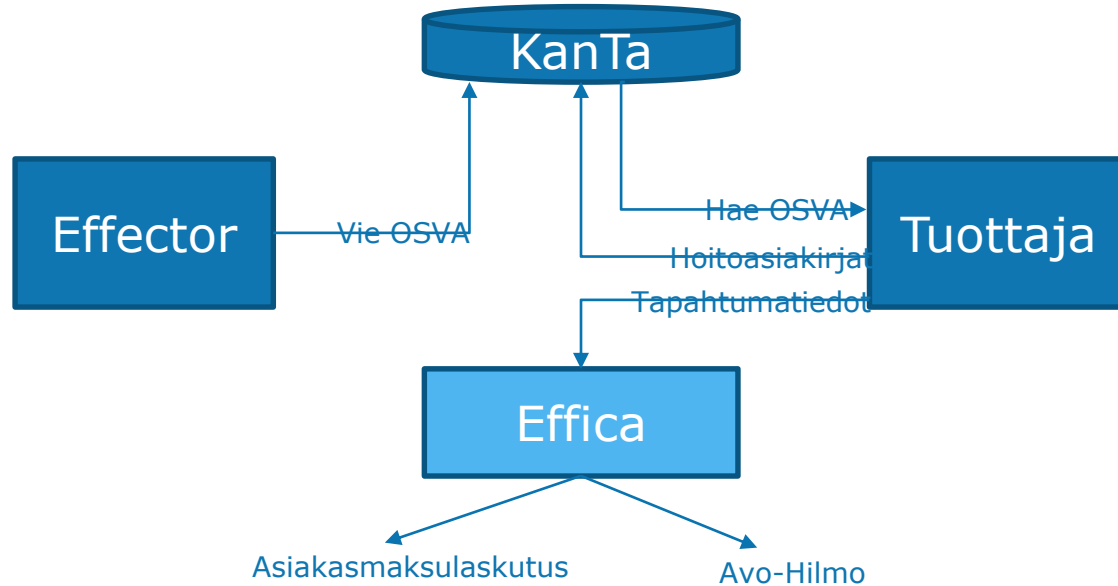 KanTa
Effector
Vie OSVA
Hae OSVA
Tuottaja
Hoitoasiakirjat
Tapahtumatiedot
Effica
Asiakasmaksulaskutus
Avo-Hilmo